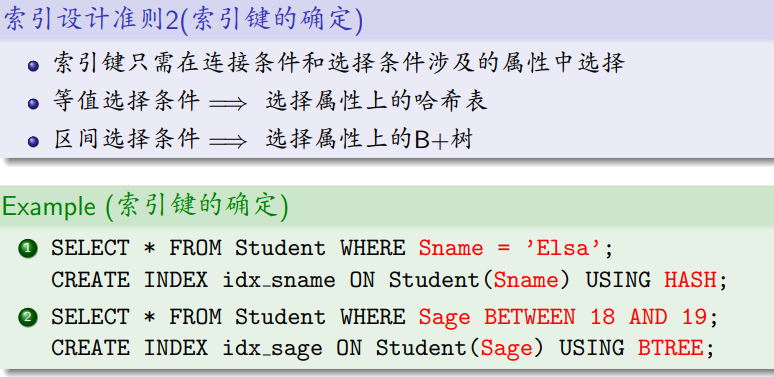 索引设计准则2(索引键的确定)
索引键只需在连接条件和选择条件涉及的属性中选择
等值选择条件 ⟹ 选择属性上的哈希表
区间选择条件 ⟹ 选择属性上的B+树
Example (索引键的确定)
1 SELECT * FROM Student WHERE Sname = ’Elsa’;
CREATE INDEX idx_sname ON Student(Sname) USING HASH;
2 SELECT * FROM Student WHERE Sage BETWEEN 18 AND 19;
CREATE INDEX idx_sage ON Student(Sage) USING BTREE;